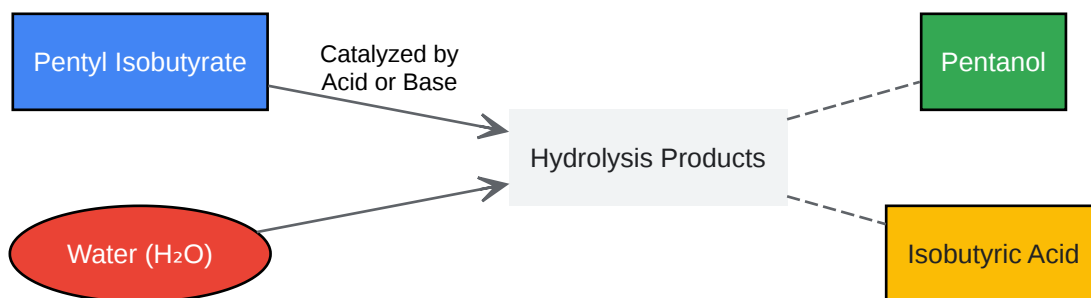 Pentyl Isobutyrate
Catalyzed by
Acid or Base
Pentanol
Hydrolysis Products
Water (H₂O)
Isobutyric Acid